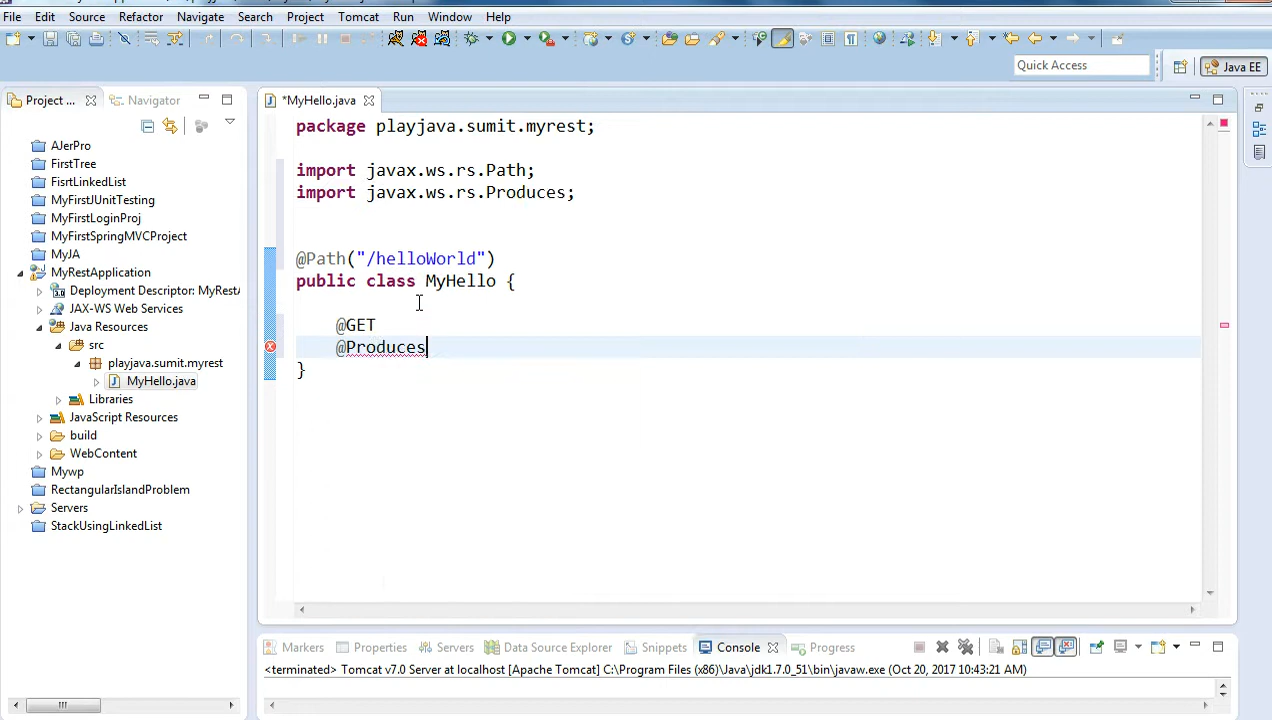 File Edit Source Refactor Navigate Search Project Tomcat Run Window Help
Quick Access
Java EE
Project ...
Navigator
*MyHello.java
AJerPro
FirstTree
FisrtLinkedList
MyFirstJUnitTesting
MyFirstLoginProj
MyFirstSpringMVCProject
MyJA
MyRestApplication
Deployment Descriptor: MyRest
JAX-WS Web Services
Java Resources
src
playjava.sumit.myrest
MyHello.java
Libraries
JavaScript Resources
build
WebContent
Mywp
RectangularIslandProblem
Servers
StackUsingLinkedList
package playjava.sumit.myrest;
import javax.ws.rs.Path;
import javax.ws.rs.Produces;
@Path("/helloWorld")
public class MyHello {
@GET
@Produces
}
Markers Properties Servers Data Source Explorer Snippets Console Progress
<terminated> Tomcat v7.0 Server at localhost [Apache Tomcat] C:\Program Files (x86)\Java\jdk1.7.0_51\bin\javaw.exe (Oct 20, 2017 10:43:21 AM)